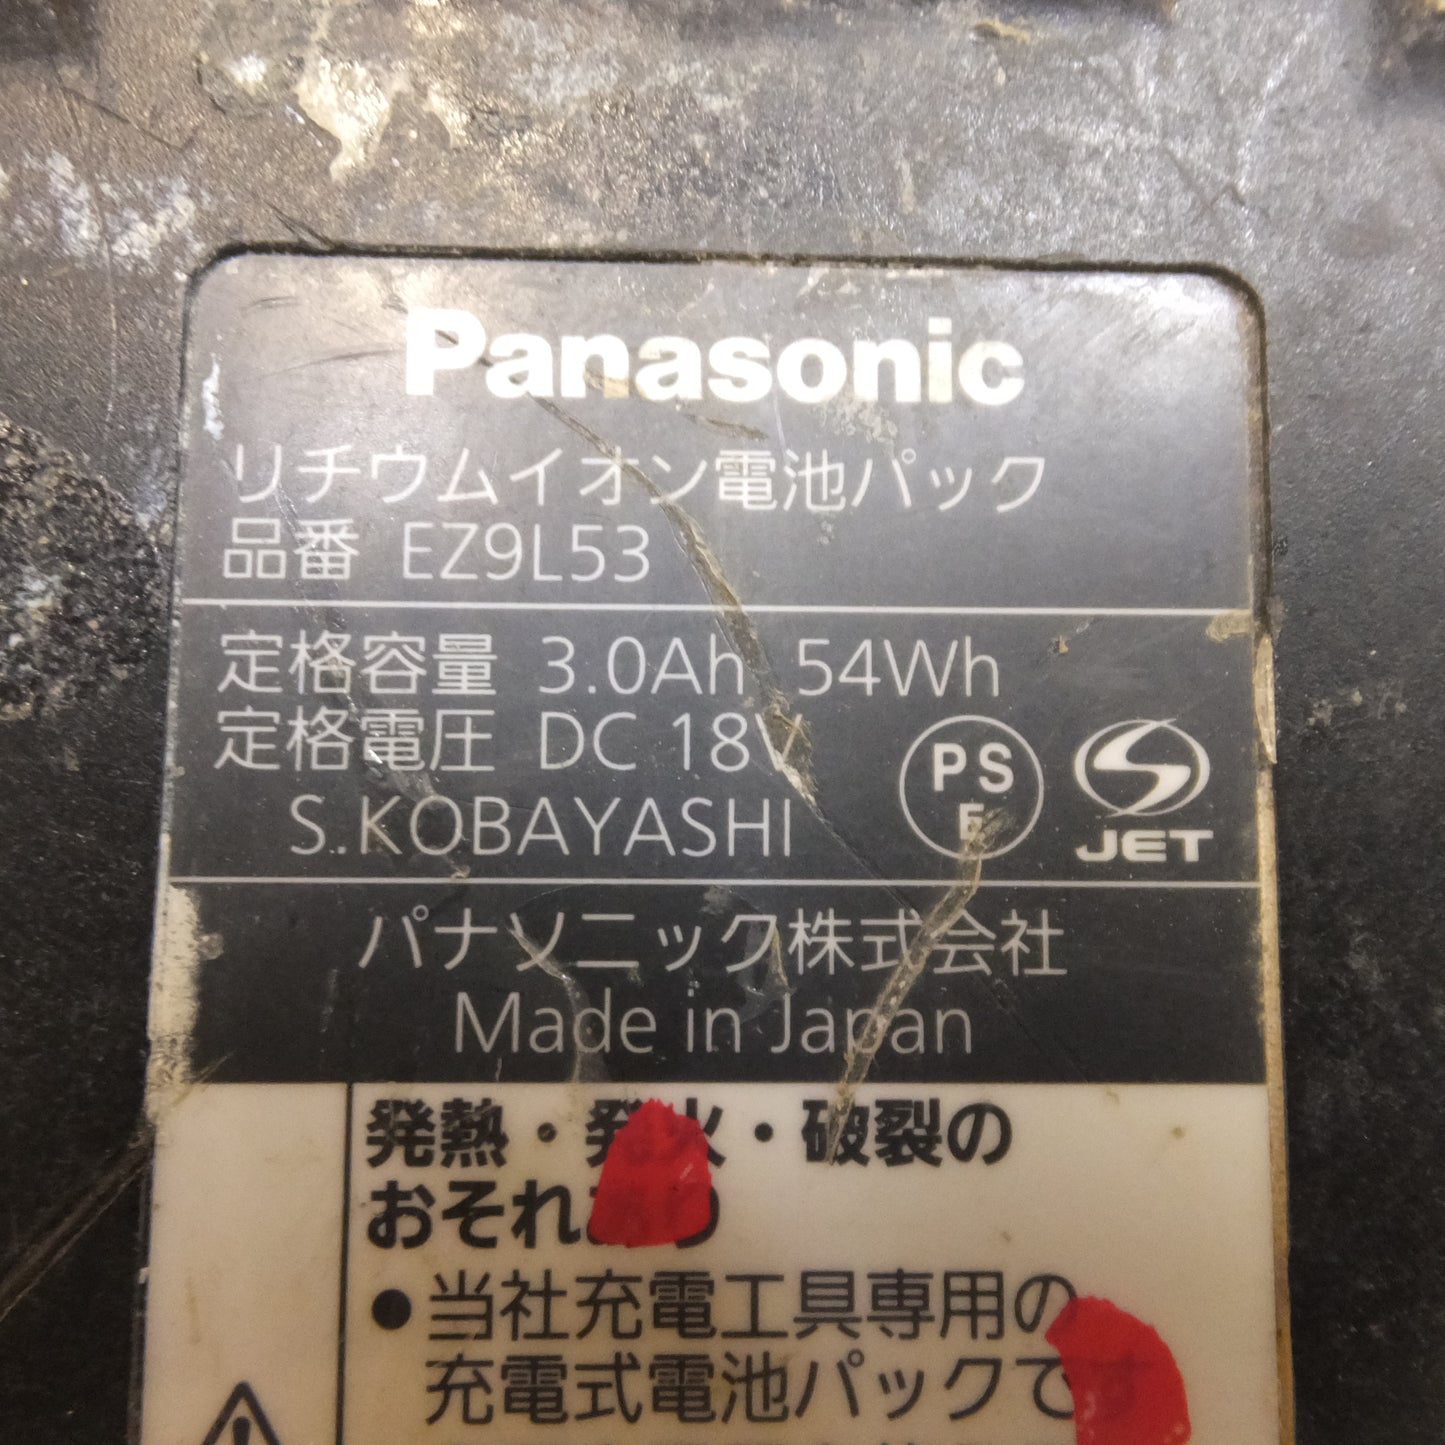 Panasonic
リチウムイオン電池パック
品番 EZ9L53
定格容量 3.0Ah 54Wh
定格電圧 DC 18V
S.KOBAYASHI
PS
E
JET
パナソニック株式会社
Made in Japan
発熱・発火・破裂の
おそれあり
●当社充電工具専用の
充電式電池パックです